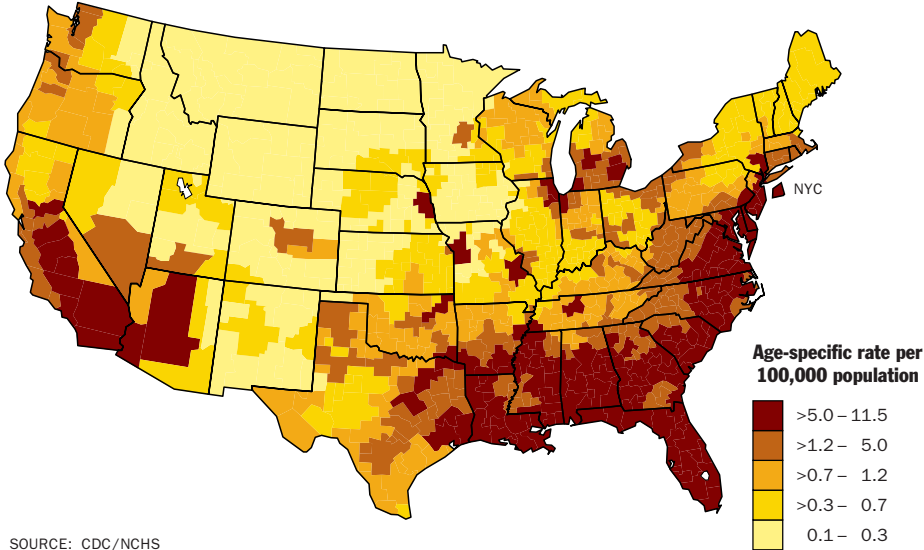 NYC
Age-specific rate per
100,000 population
>5.0 – 11.5
>1.2 – 5.0
>0.7 – 1.2
>0.3 – 0.7
0.1 – 0.3
SOURCE: CDC/NCHS